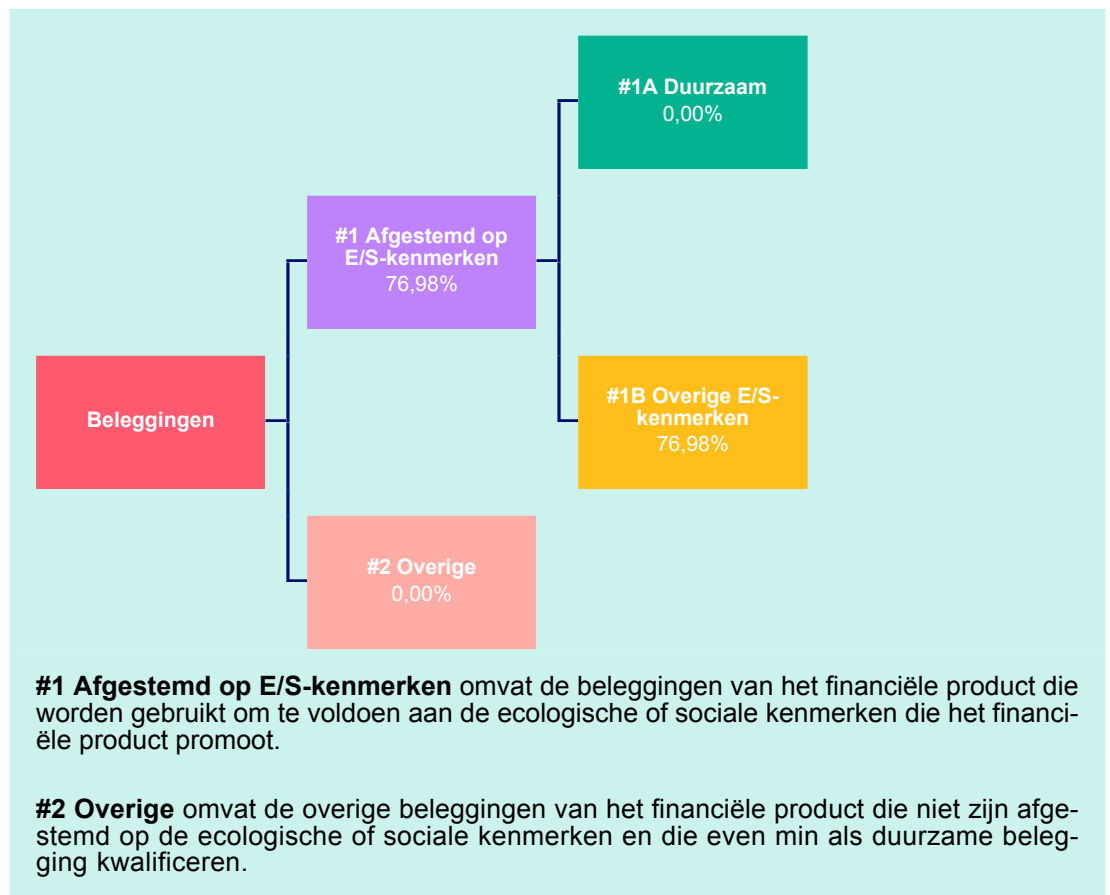 #1A Duurzaam
0,00%
#1 Afgestemd op
E/S-kenmerken
76,98%
Beleggingen
#1B Overige E/S-
kenmerken
76,98%
#2 Overige
0,00%
#1 Afgestemd op E/S-kenmerken omvat de beleggingen van het financiële product die
worden gebruikt om te voldoen aan de ecologische of sociale kenmerken die het financi-
ële product promoot.
#2 Overige omvat de overige beleggingen van het financiële product die niet zijn afge-
stemd op de ecologische of sociale kenmerken en die even min als duurzame beleg-
ging kwalificeren.